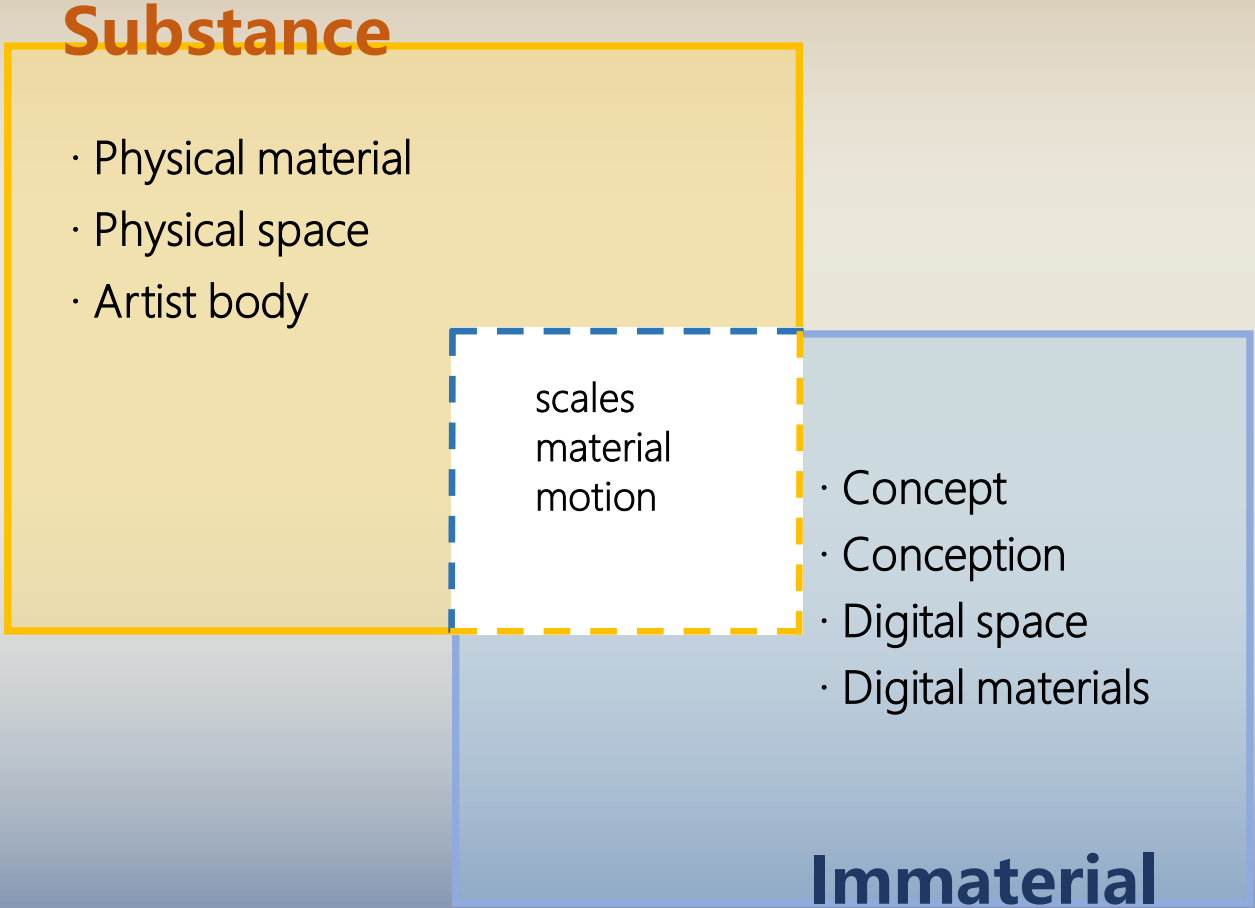 Substance
· Physical material
· Physical space
· Artist body
scales
material
motion
· Concept
· Conception
· Digital space
· Digital materials
Immaterial